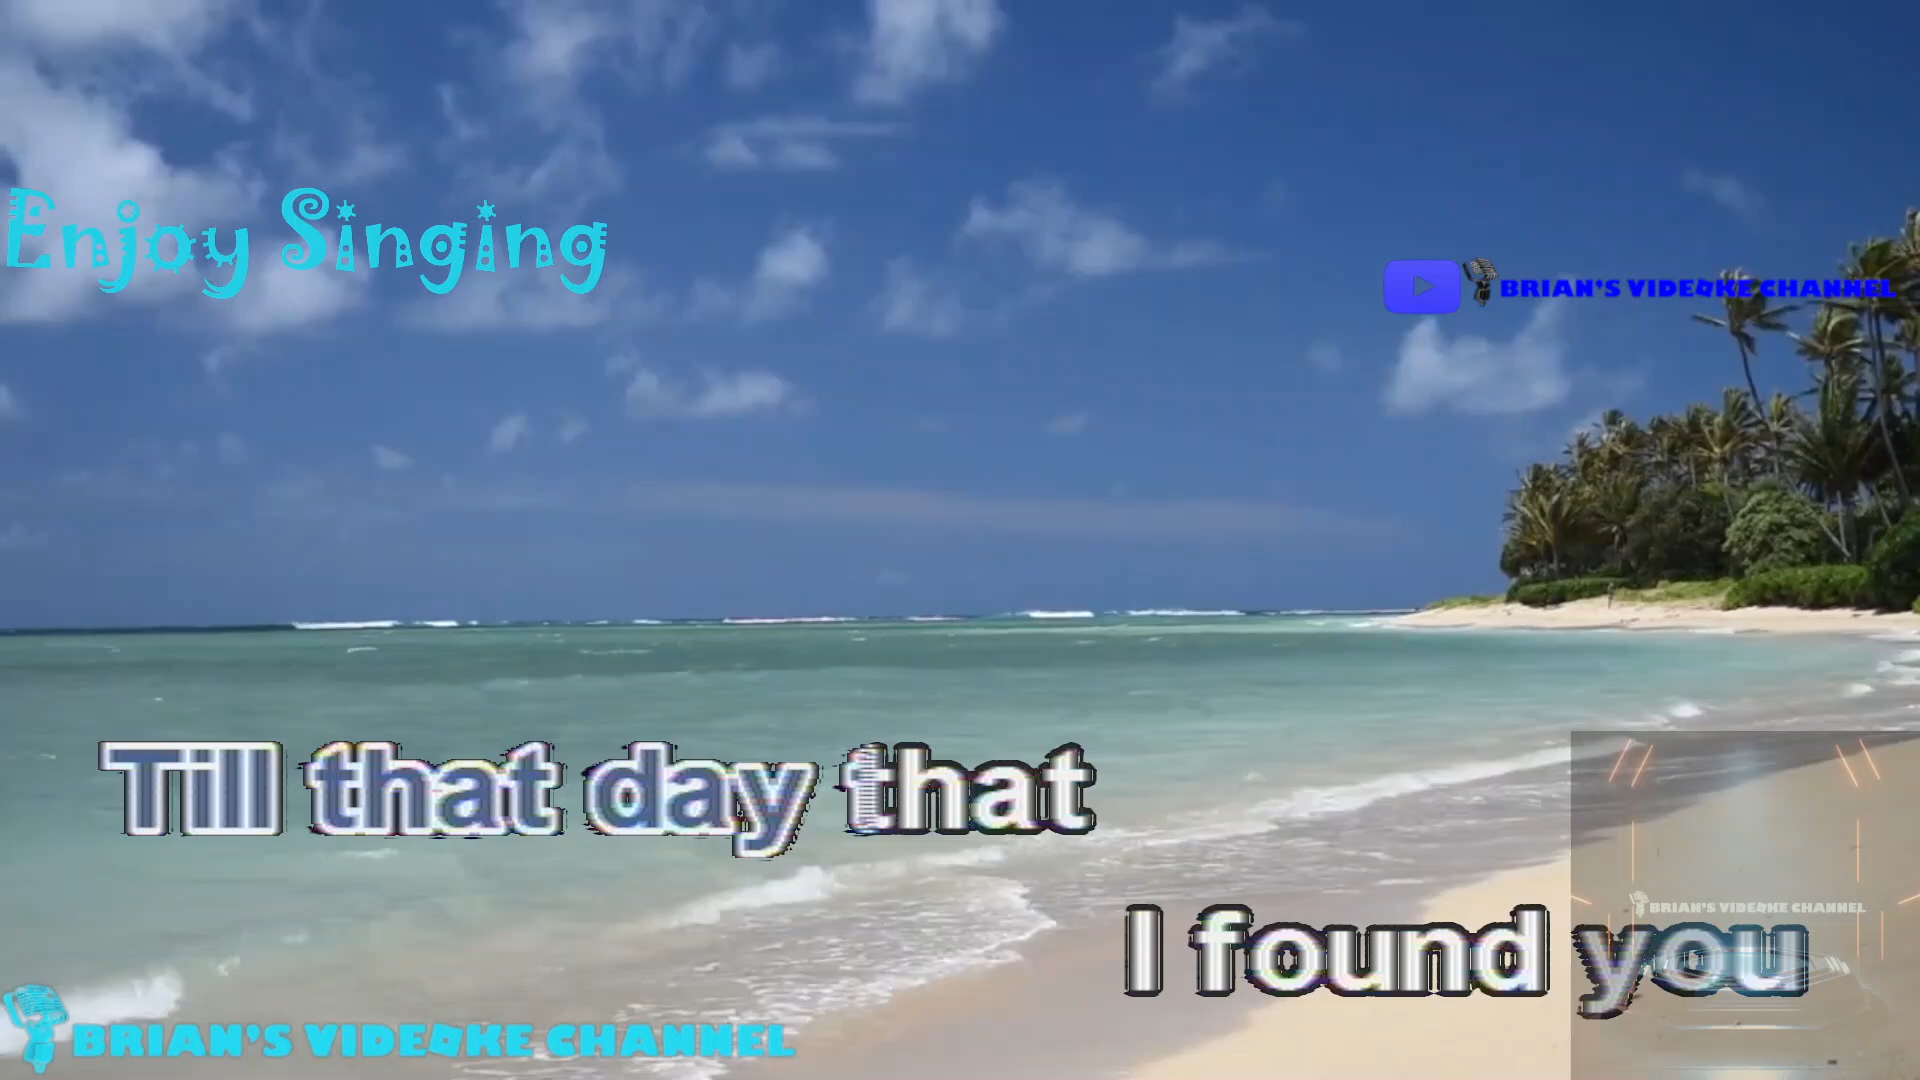 Enjoy Singing
BRIAN'S VIDEOKE CHANNEL
Till that day that
BRIAN'S VIDEOKE CHANNEL
I found you
BRIAN'S VIDEOKE CHANNEL